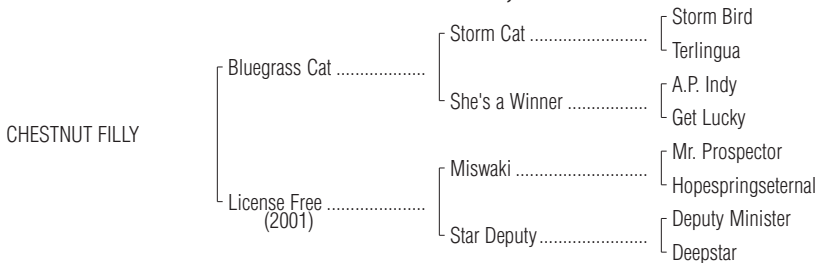 Storm Bird
Storm Cat ......................
Terlingua
Bluegrass Cat ...................
A.P. Indy
She's a Winner ...............
Get Lucky
CHESTNUT FILLY
Mr. Prospector
Miswaki .........................
Hopespringseternal
License Free .....................
(2001)
Deputy Minister
Star Deputy....................
Deepstar